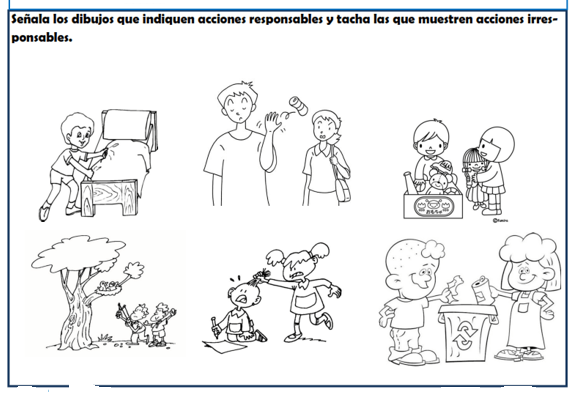 Señala los dibujos que indiquen acciones responsables y tacha las que muestren acciones irres-
ponsables.